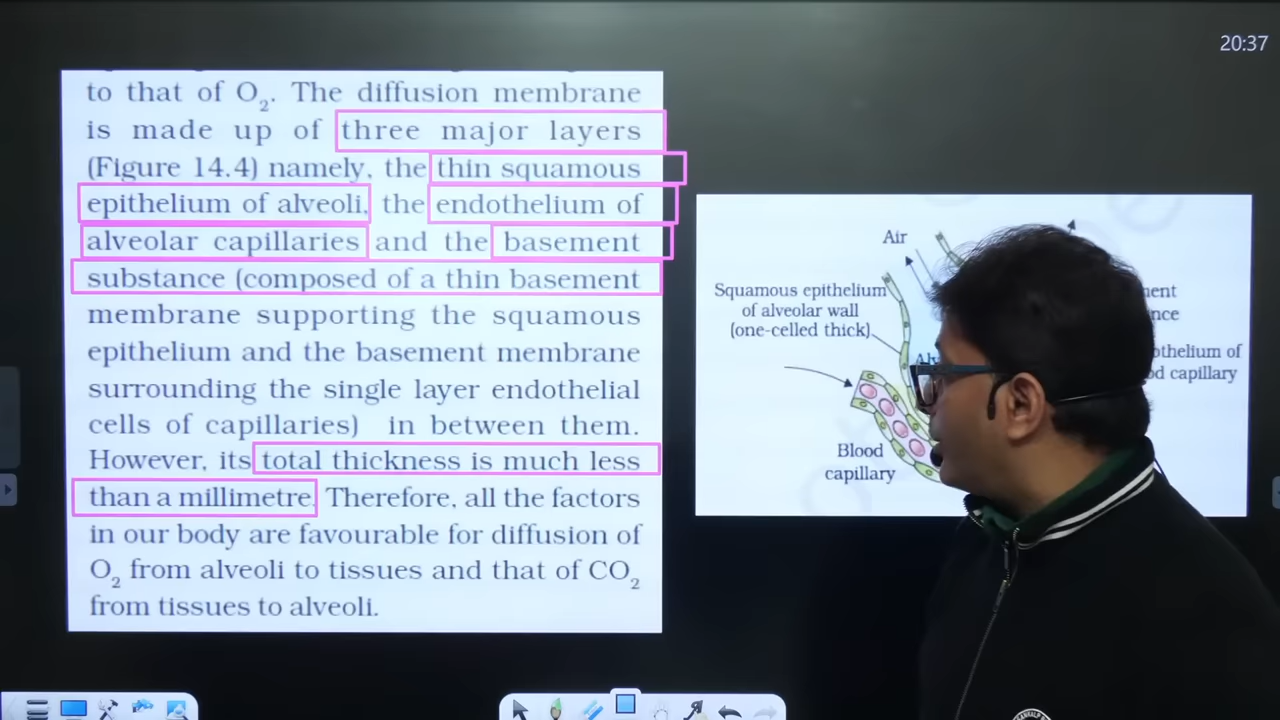 20:37
to that of O₂. The diffusion membrane
is made up of three major layers
(Figure 14.4) namely, the thin squamous
epithelium of alveoli, the endothelium of
alveolar capillaries and the basement
substance (composed of a thin basement
membrane supporting the squamous
epithelium and the basement membrane
surrounding the single layer endothelial
cells of capillaries) in between them.
However, its total thickness is much less
than a millimetre. Therefore, all the factors
in our body are favourable for diffusion of
O₂ from alveoli to tissues and that of CO₂
from tissues to alveoli.
Air
Squamous epithelium
of alveolar wall
(one-celled thick)
Blood
capillary
of
capillary